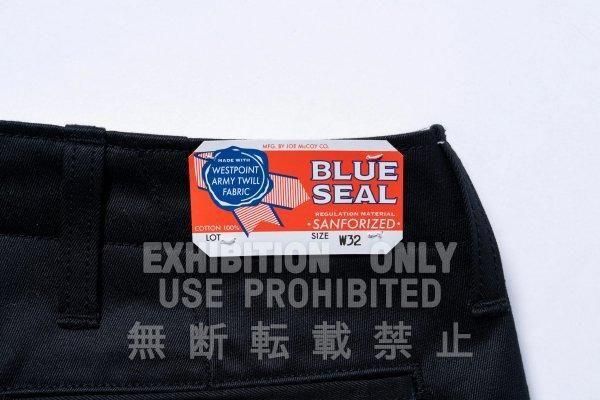 MFG. BY JOE McCOY CO.
MADE WITH
WESTPOINT
ARMY TWILL
FABRIC
BLUE
SEAL
REGULATION MATERIAL
• SANFORIZED •
COTTON 100%
LOT
SIZE W32
EXHIBITION ONLY
USE PROHIBITED
無断転載禁止